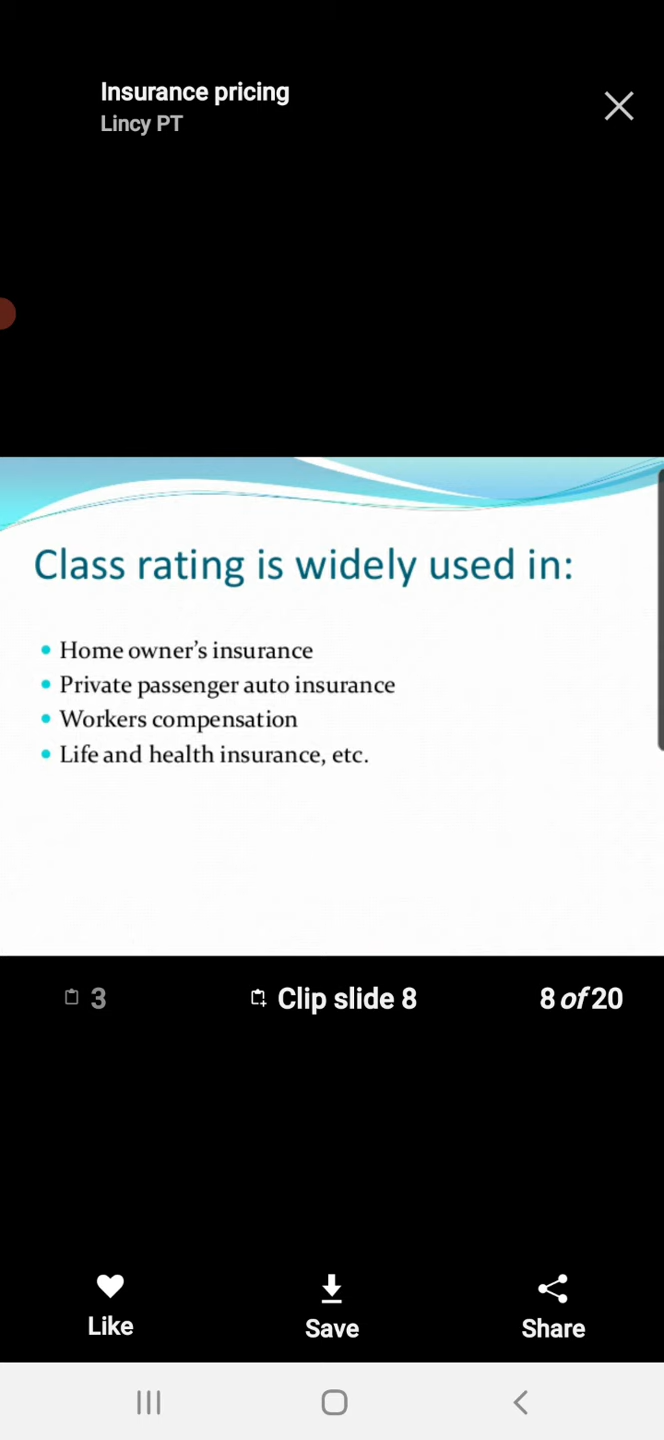 Insurance pricing
Lincy PT
Class rating is widely used in:
Home owner's insurance
Private passenger auto insurance
Workers compensation
Life and health insurance, etc.
3
Clip slide 8
8 of 20
Like
Save
Share